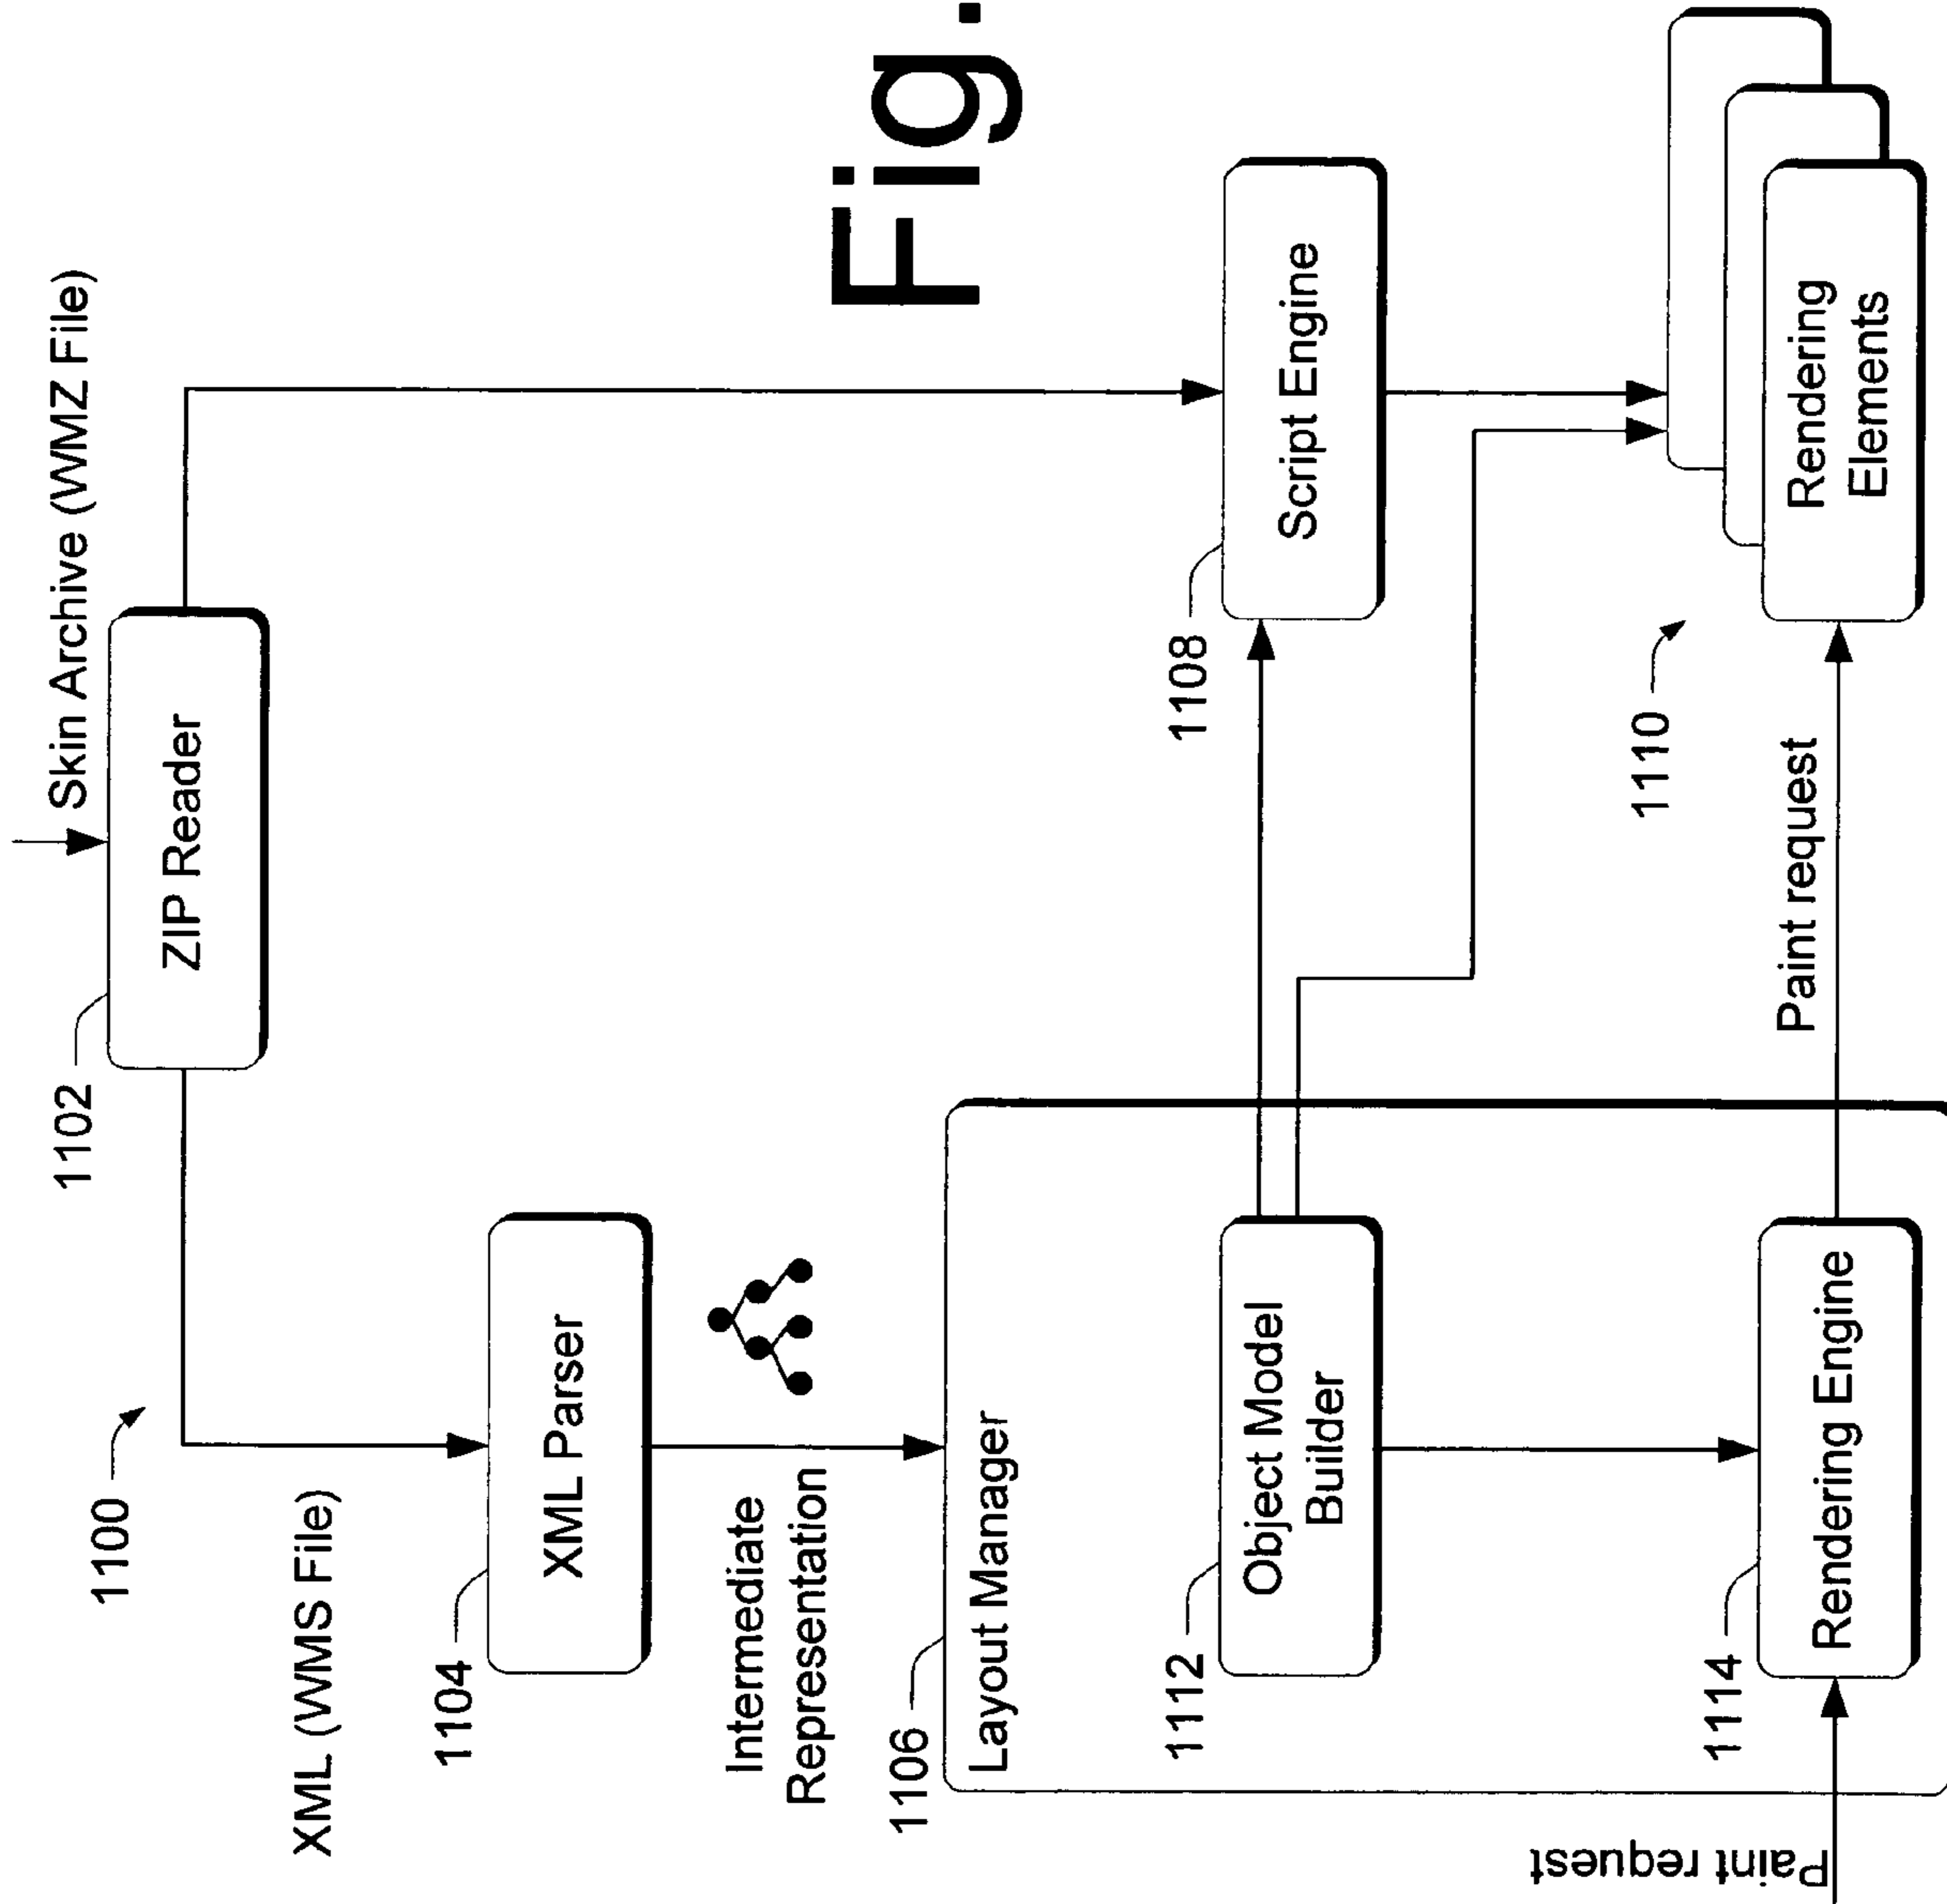 Skin Archive (WMZ File)
1102
ZIP Reader
1100
XML (WMS File)
1104
XML Parser
Intermediate
Representation
1106
Layout Manager
1112
Object Model
Builder
1108
Script Engine
1110
Rendering
Elements
1114
Rendering Engine
Paint request
Paint request
Fig.